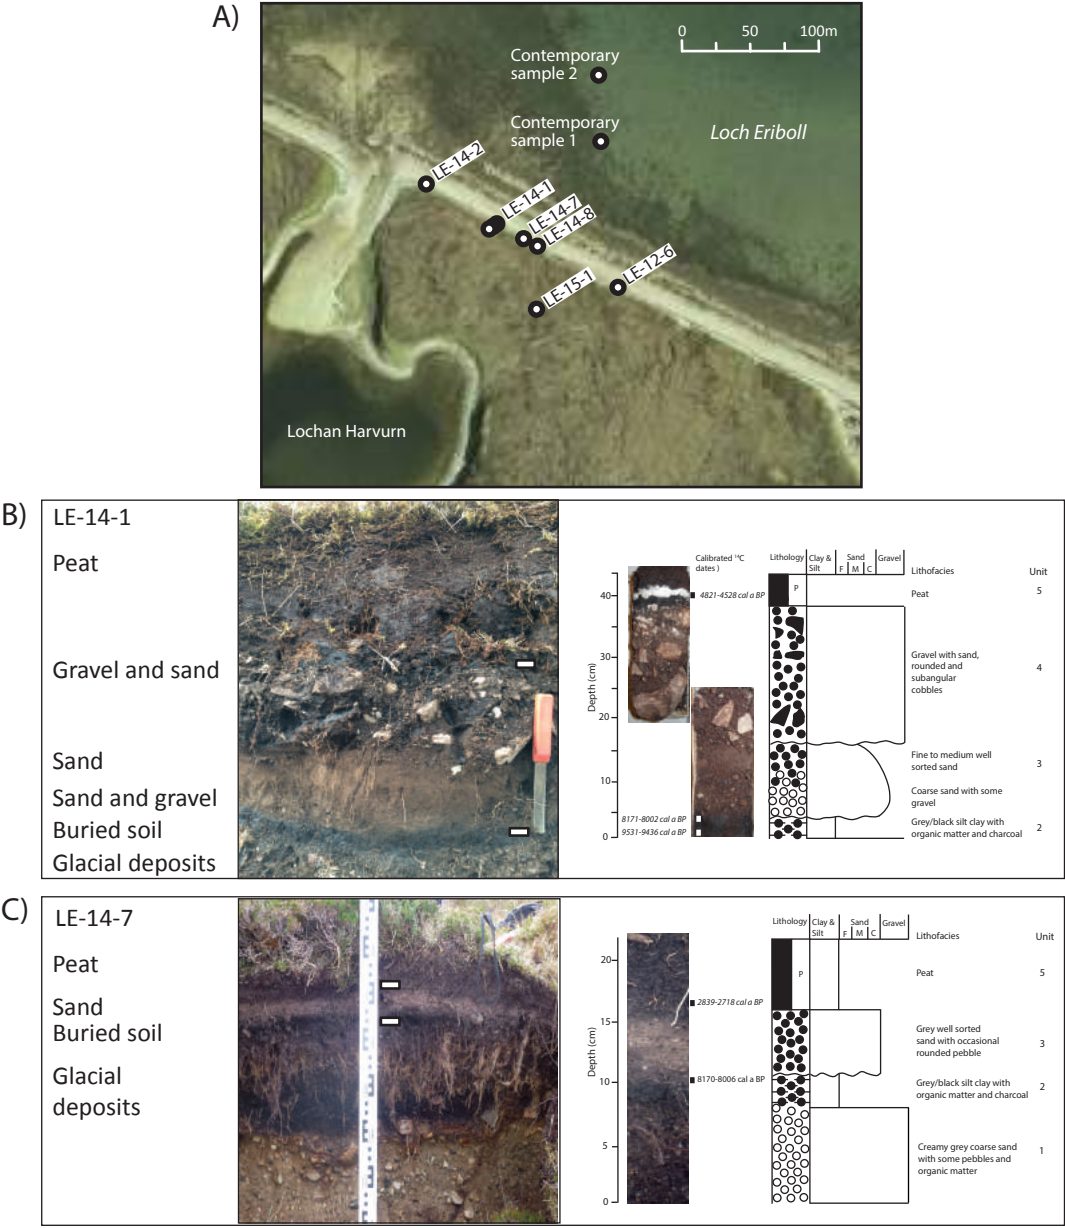 A)
0 50 100m
Contemporary
sample 2
Contemporary
sample 1
Loch Eriboll
LE-14-2
LE-14-1
LE-14-7
LE-14-8
LE-12-6
LE-15-1
Lochan Harvurn
B)
LE-14-1
Peat
Gravel and sand
Sand
Sand and gravel
Buried soil
Glacial deposits
Calibrated ¹⁴C
dates )
Depth (cm)
40
30
20
10
0
4821-4528 cal a BP
8171-8002 cal a BP
9531-9436 cal a BP
Lithology
Clay &
Silt
Sand
F M C
Gravel
Lithofacies
Unit
P
Peat 5
Gravel with sand,
rounded and
subangular
cobbles
4
Fine to medium well
sorted sand
3
Coarse sand with some
gravel
Grey/black silt clay with
organic matter and charcoal
2
C)
LE-14-7
Peat
Sand
Buried soil
Glacial
deposits
Depth (cm)
20
15
10
5
0
2839-2718 cal a BP
8170-8006 cal a BP
Lithology
Clay &
Silt
Sand
F M C
Gravel
Lithofacies
Unit
P
Peat 5
Grey well sorted
sand with occasional
rounded pebble
3
Grey/black silt clay with
organic matter and charcoal
2
Creamy grey coarse sand
with some pebbles and
organic matter
1